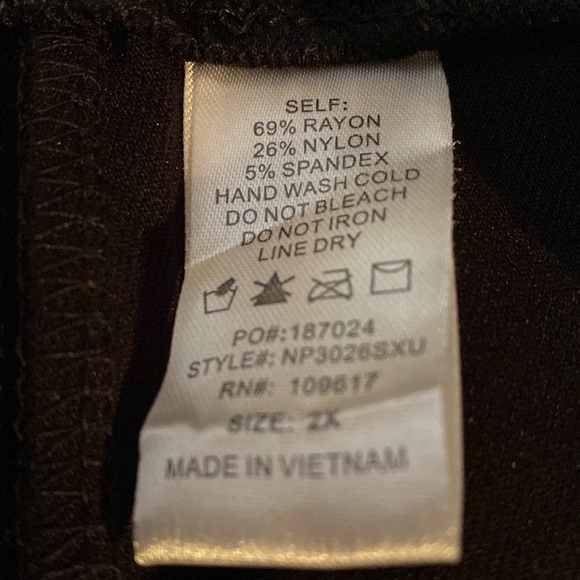 SELF:
69% RAYON
26% NYLON
5% SPANDEX
HAND WASH COLD
DO NOT BLEACH
DO NOT IRON
LINE DRY
PO#:187024
STYLE#: NP3026SXU
RN#: 109617
SIZE: 2X
MADE IN VIETNAM